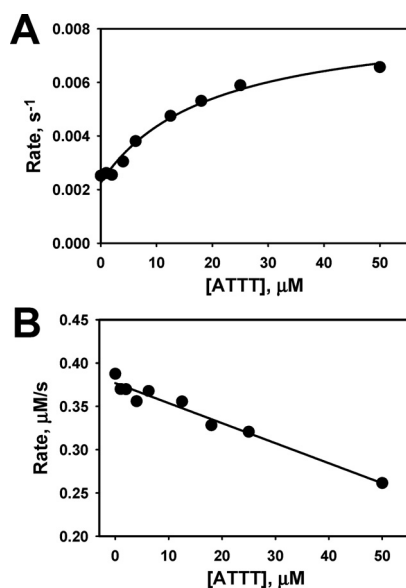 A
0.008
0.006
0.004
0.002
0.000
Rate, s⁻¹
0 10 20 30 40 50
[ATTT], μM
B
0.45
0.40
0.35
0.30
0.25
0.20
Rate, μM/s
0 10 20 30 40 50
[ATTT], μM